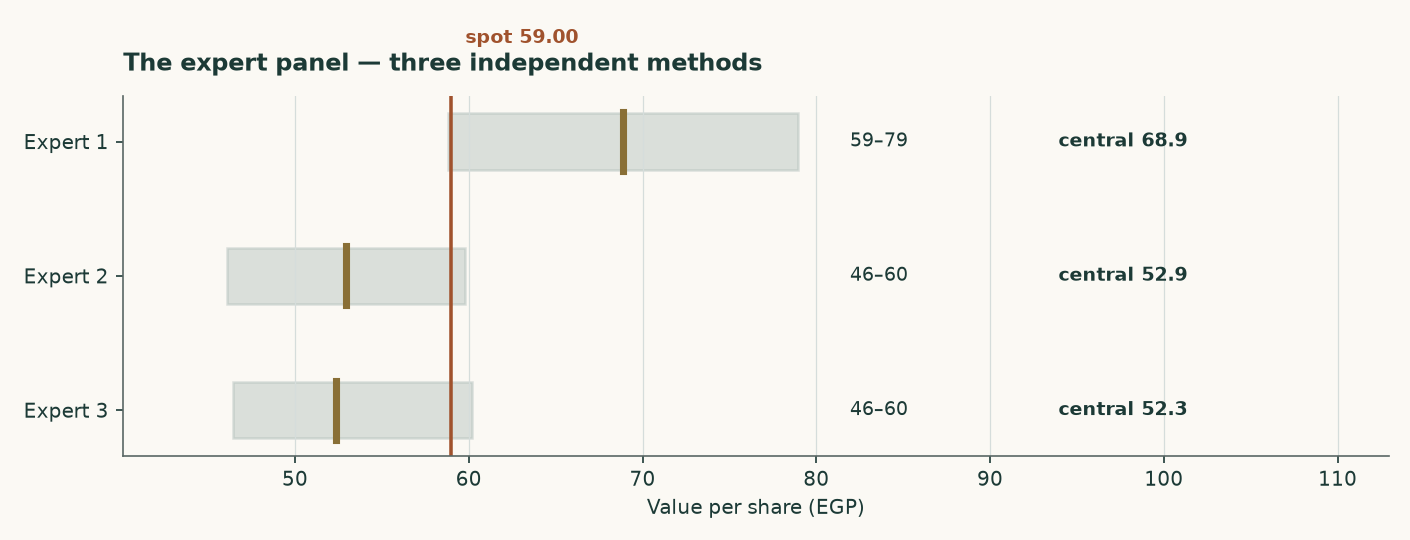 spot 59.00
The expert panel — three independent methods
Expert 1 59–79 central 68.9
Expert 2 46–60 central 52.9
Expert 3 46–60 central 52.3
50 60 70 80 90 100 110
Value per share (EGP)